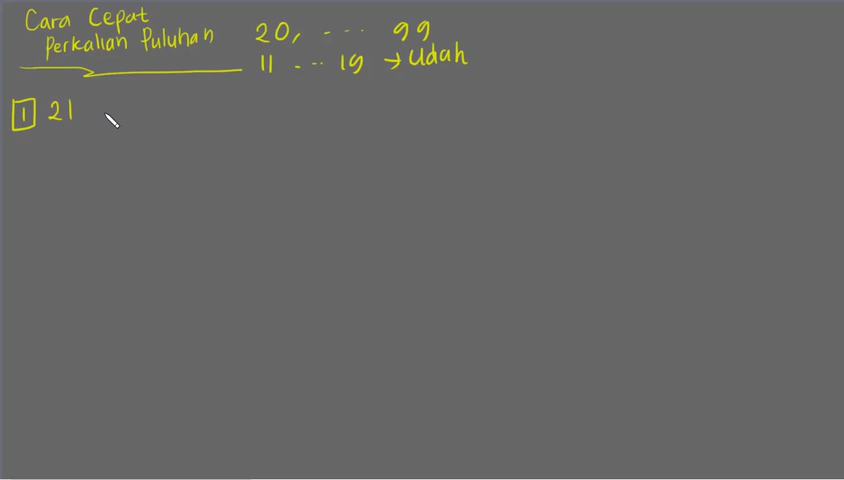 Cara Cepat
Perkalian Puluhan
20, ... 99
11 ... 19 → Udah
1 21